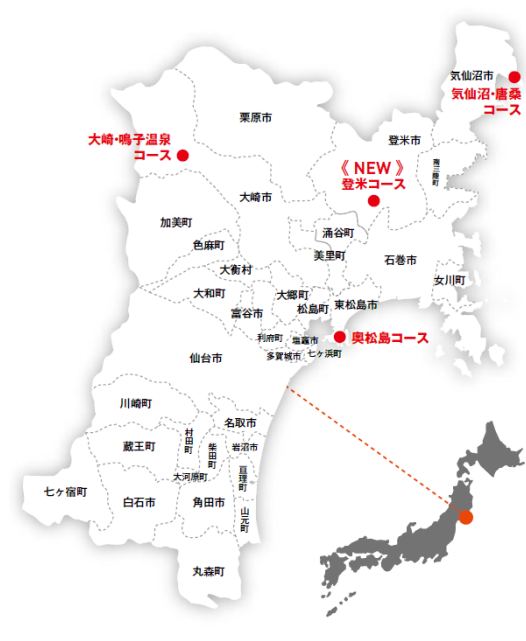 気仙沼市
気仙沼・唐桑
コース
栗原市
大崎・鳴子温泉
コース
登米市
《 NEW 》
登米コース
南三陸町
大崎市
加美町
涌谷町
色麻町
美里町
石巻市
大衡村
女川町
大和町
大郷町
松島町
東松島市
富谷市
利府町
塩竈市
奥松島コース
多賀城市
七ヶ浜町
仙台市
川崎町
名取市
村田町
柴田町
岩沼市
蔵王町
亘理町
大河原町
七ヶ宿町
白石市
角田市
山元町
丸森町